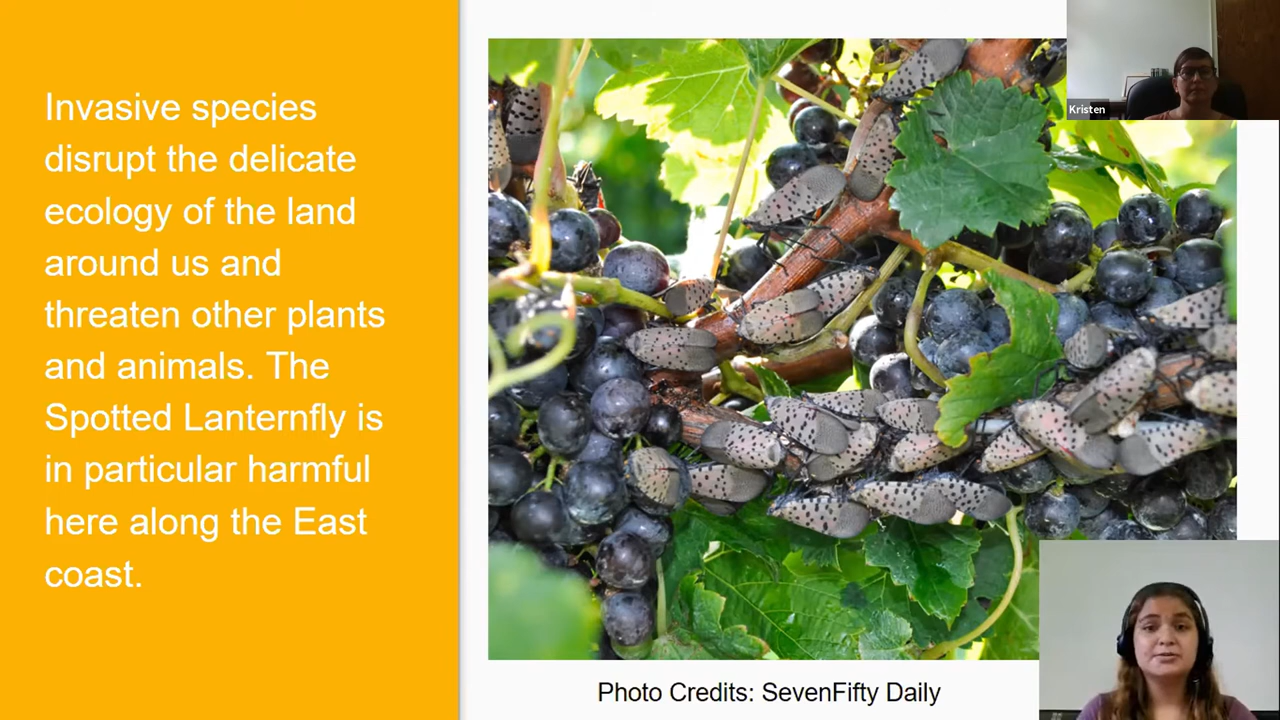 Invasive species
disrupt the delicate
ecology of the land
around us and
threaten other plants
and animals. The
Spotted Lanternfly is
in particular harmful
here along the East
coast.
Kristen
Photo Credits: SevenFifty Daily